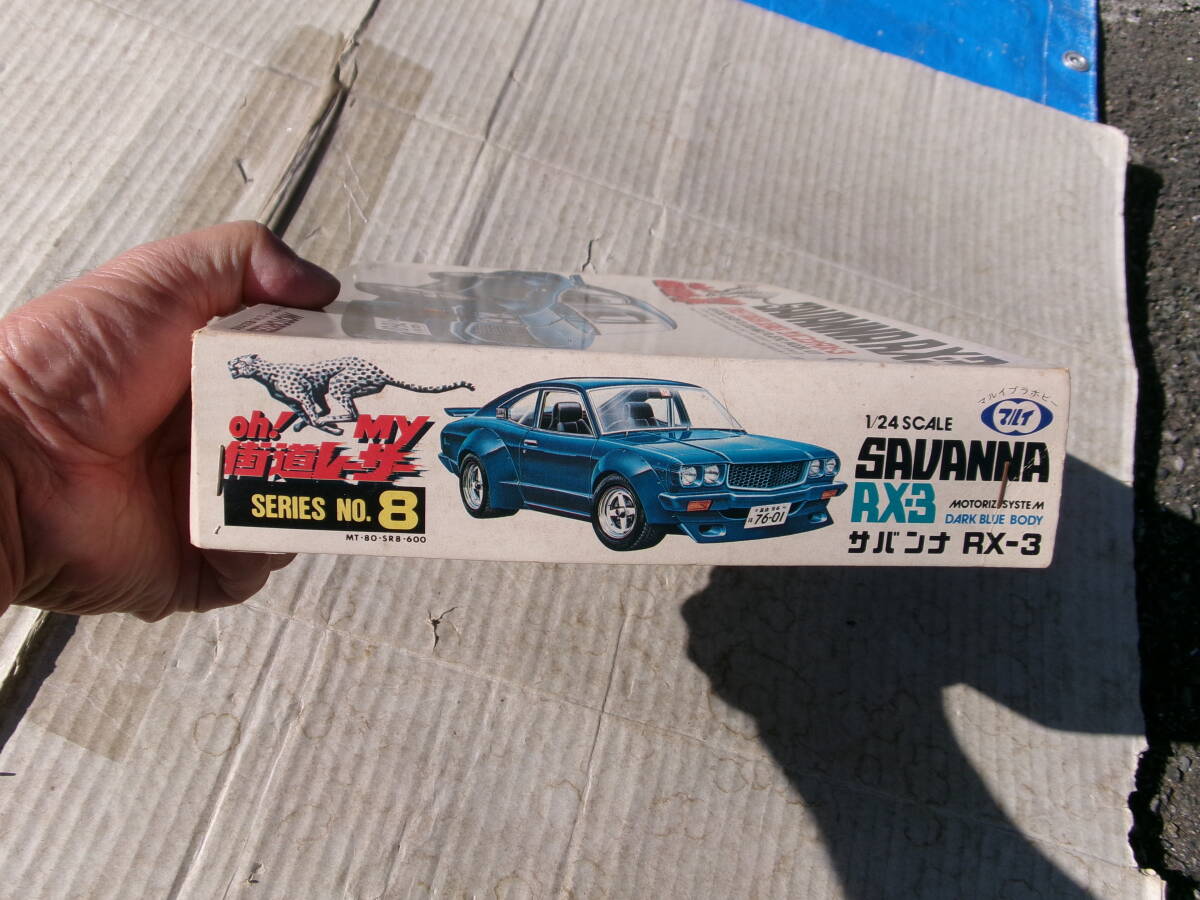 SAVANNA RX-3
oh! MY
街道レーサー
SERIES NO. 8
MT-80-SR8-600
76-01
マルイプラホビー
マルイ
1/24 SCALE
SAVANNA
RX-3
MOTORIZ SYSTEM
DARK BLUE BODY
サバンナ RX-3